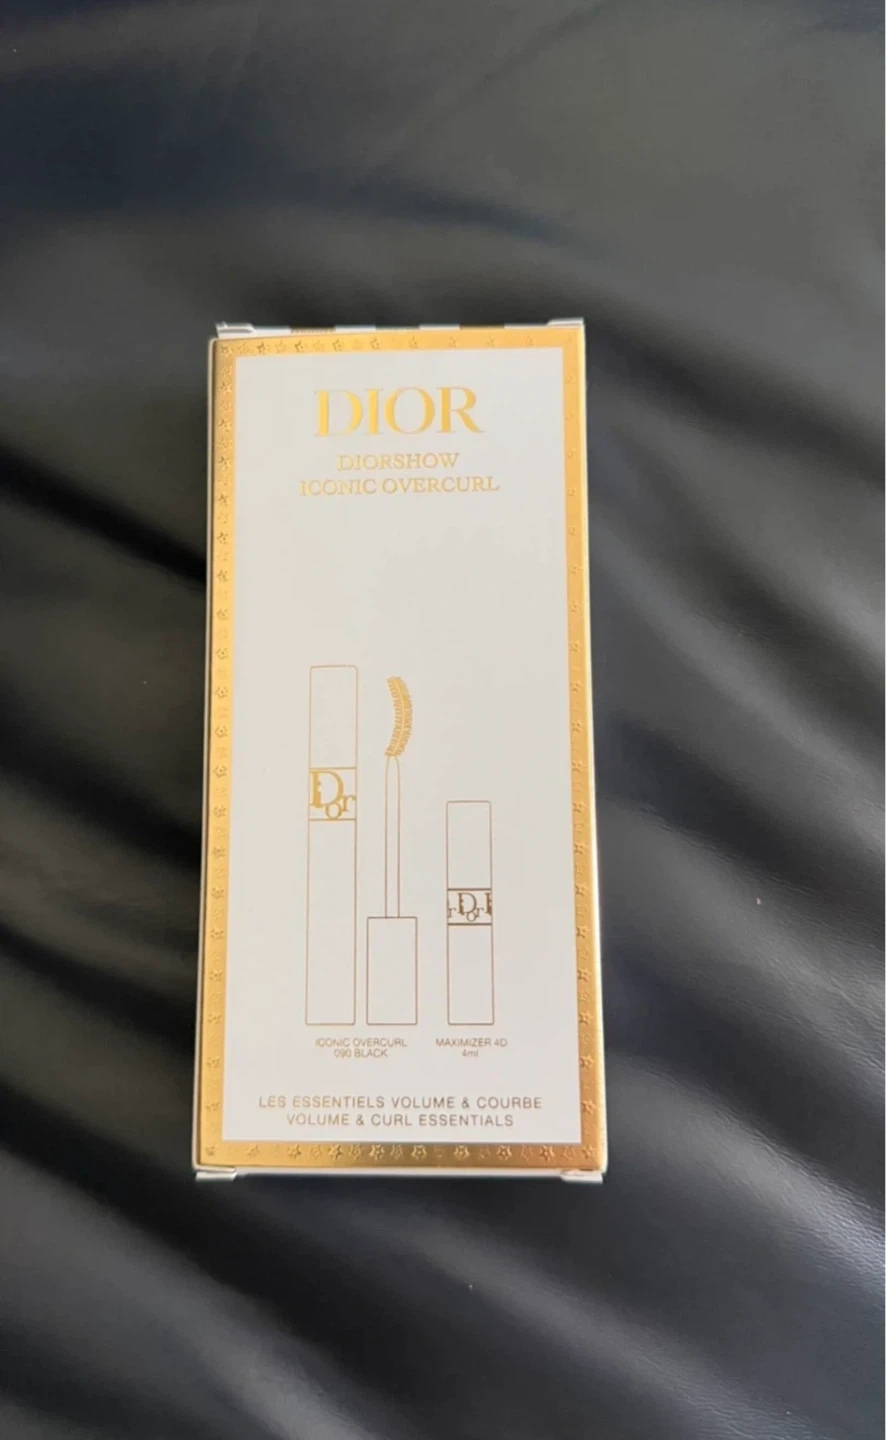 DIOR
DIORSHOW
ICONIC OVERCURL
Dior
Dior
ICONIC OVERCURL
090 BLACK
MAXIMIZER 4D
4ml
LES ESSENTIELS VOLUME & COURBE
VOLUME & CURL ESSENTIALS